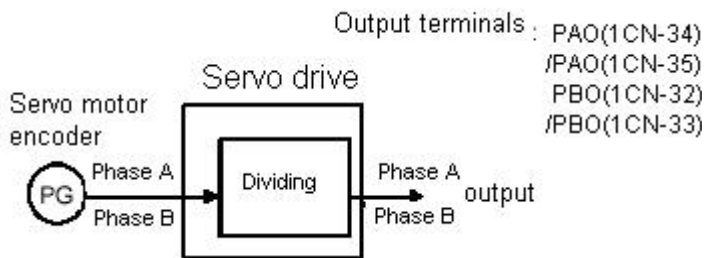 Output terminals : PAO(1CN-34)
/PAO(1CN-35)
PBO(1CN-32)
/PBO(1CN-33)
Servo drive
Servo motor
encoder
PG
Phase A
Phase B
Dividing
Phase A
Phase B
output